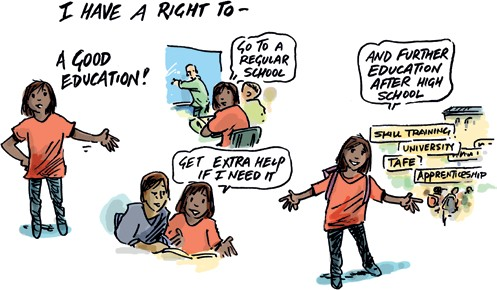 I HAVE A RIGHT TO -
A GOOD
EDUCATION!
GO TO A
REGULAR
SCHOOL
GET EXTRA HELP
IF I NEED IT
AND FURTHER
EDUCATION
AFTER HIGH
SCHOOL
SKILL TRAINING,
UNIVERSITY
TAFE,
APPRENTICESHIP